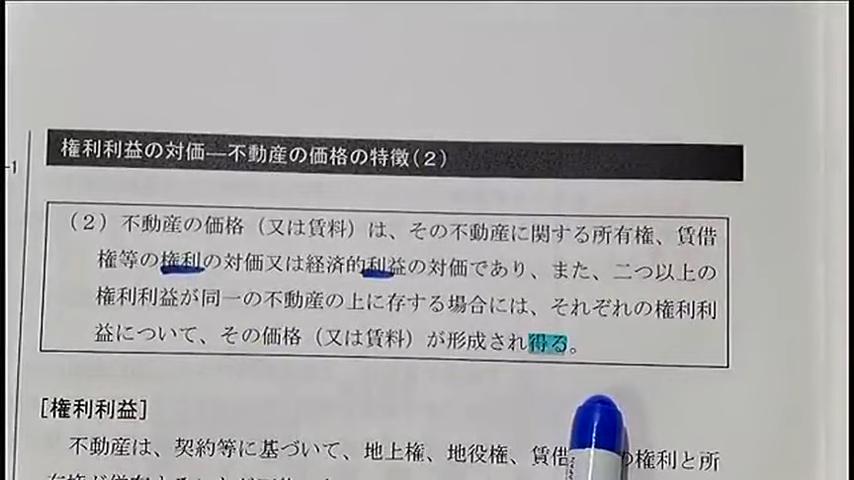 権利利益の対価―不動産の価格の特徴(2)
-1
(2)不動産の価格(又は賃料)は、その不動産に関する所有権、賃借
権等の権利の対価又は経済的利益の対価であり、また、二つ以上の
権利利益が同一の不動産の上に存する場合には、それぞれの権利利
益について、その価格(又は賃料)が形成され得る。
[権利利益]
不動産は、契約等に基づいて、地上権、地役権、賃借 の権利と所